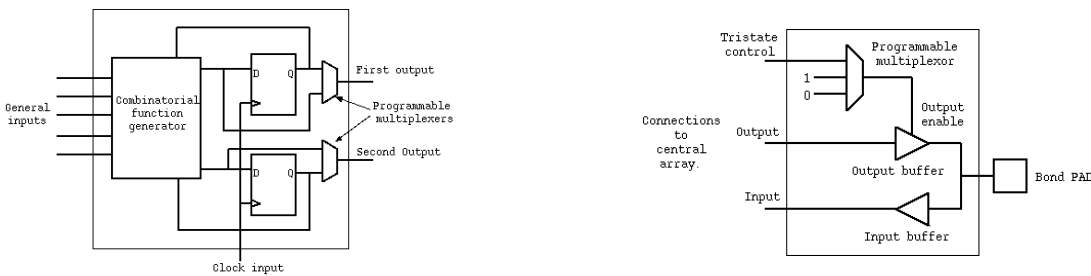 General
inputs
Combinatorial
function
generator
D
Q
First output
Programmable
multiplexers
Second Output
D
Q
Clock input
Tristate
control
1
0
Programmable
multiplexor
Output
enable
Connections
to
central
array.
Output
Output buffer
Input
Input buffer
Bond PAD